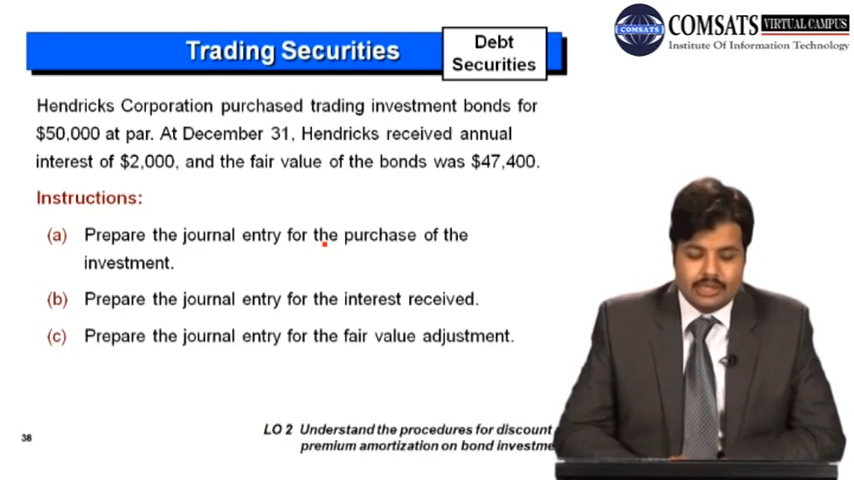 Trading Securities
Debt
Securities
COMSATS
COMSATS VIRTUAL CAMPUS
Institute Of Information Technology
Hendricks Corporation purchased trading investment bonds for
$50,000 at par. At December 31, Hendricks received annual
interest of $2,000, and the fair value of the bonds was $47,400.
Instructions:
(a) Prepare the journal entry for the purchase of the
investment.
(b) Prepare the journal entry for the interest received.
(c) Prepare the journal entry for the fair value adjustment.
LO 2 Understand the procedures for discount
premium amortization on bond investme
38